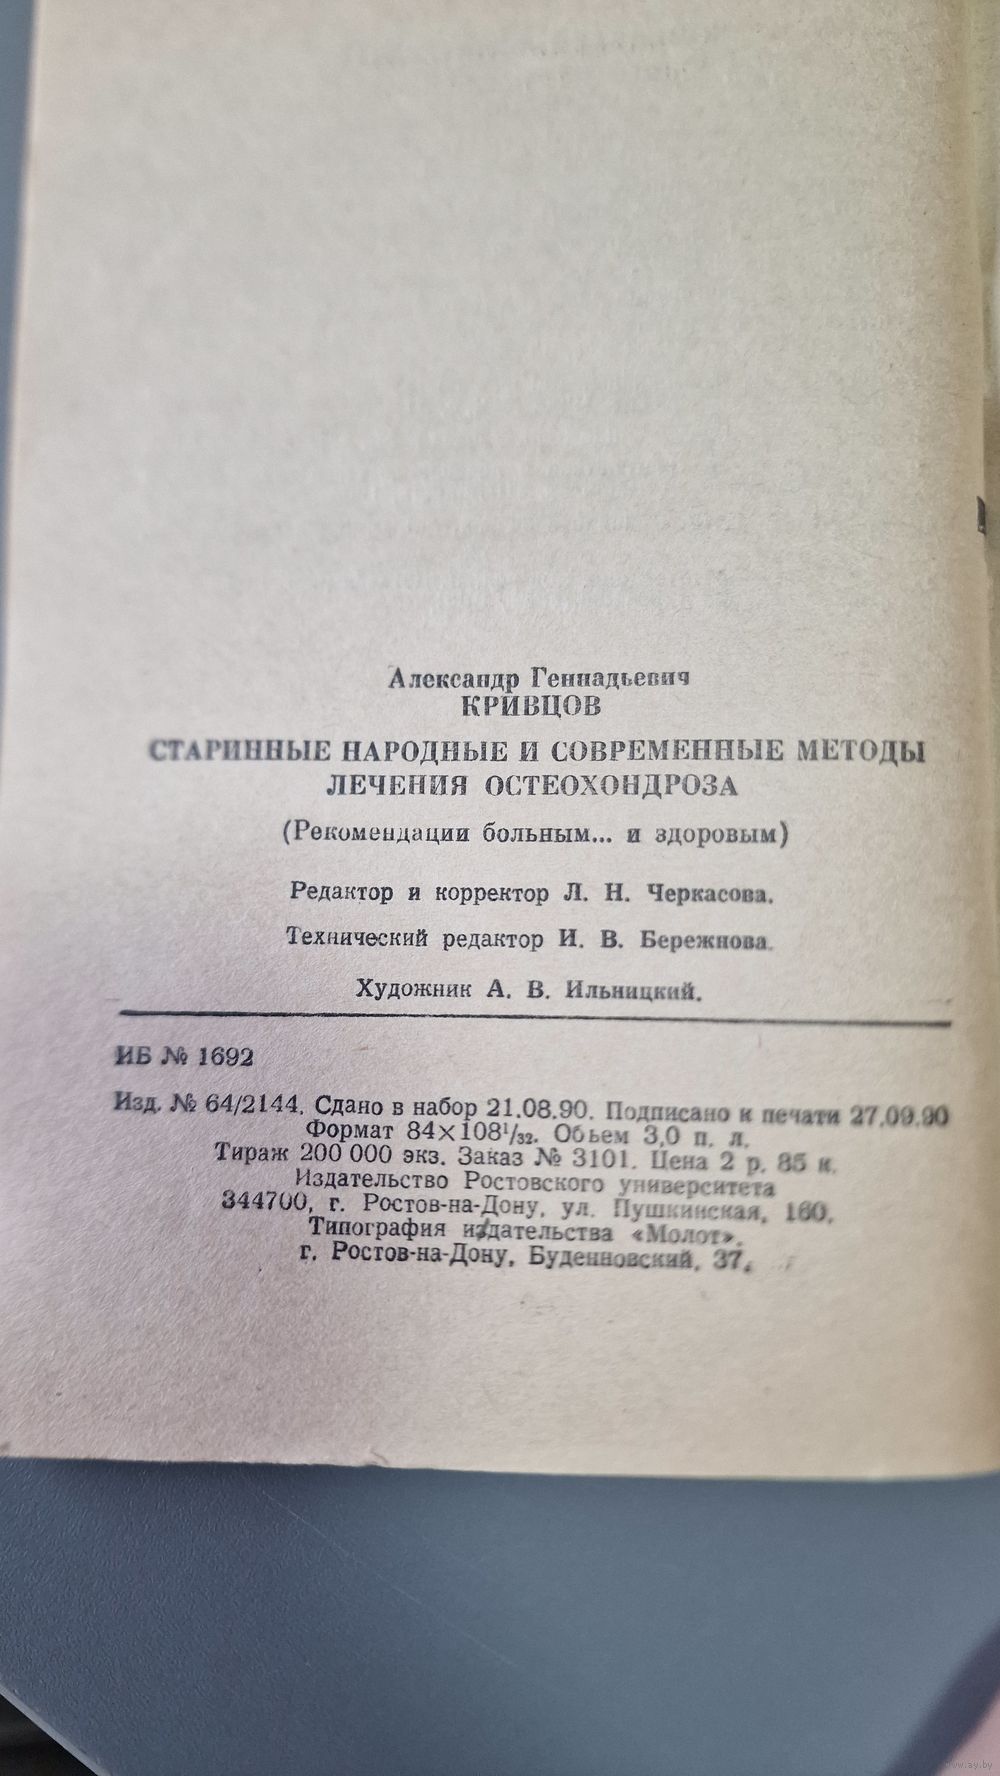 Александр Геннадьевич
КРИВЦОВ
СТАРИННЫЕ НАРОДНЫЕ И СОВРЕМЕННЫЕ МЕТОДЫ
ЛЕЧЕНИЯ ОСТЕОХОНДРОЗА
(Рекомендации больным... и здоровым)
Редактор и корректор Л. Н. Черкасова.
Технический редактор И. В. Бережнова.
Художник А. В. Ильницкий.
ИБ № 1692
Изд. № 64/2144. Сдано в набор 21.08.90. Подписано к печати 27.09.90
Формат 84×108¹/₃₂. Объем 3,0 п. л.
Тираж 200 000 экз. Заказ № 3101. Цена 2 р. 85 к.
Издательство Ростовского университета
344700, г. Ростов-на-Дону, ул. Пушкинская, 160.
Типография издательства «Молот».
г. Ростов-на-Дону, Буденновский, 37.
www.ay.by